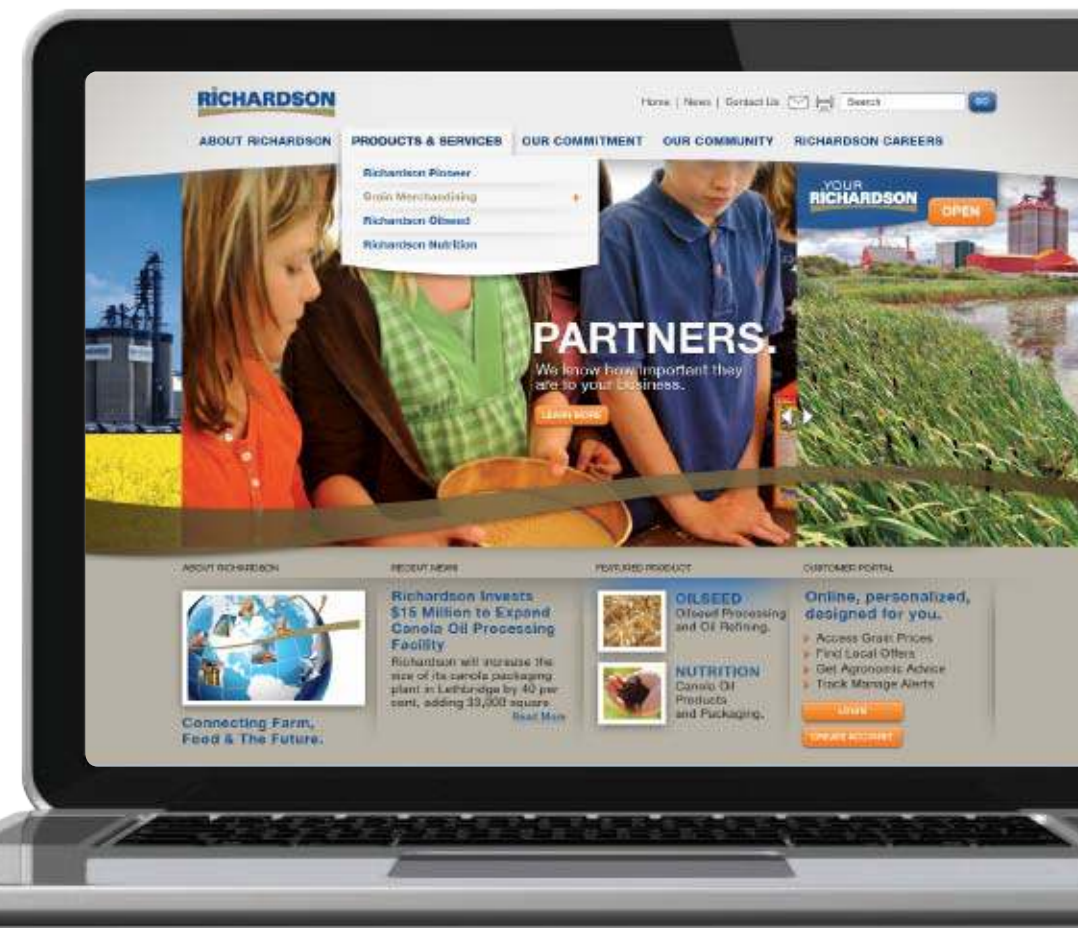 RICHARDSON
Home | News | Contact Us
Search
GO
ABOUT RICHARDSON
PRODUCTS & SERVICES
OUR COMMITMENT
OUR COMMUNITY
RICHARDSON CAREERS
Richardson Pioneer
Grain Merchandising +
Richardson Oilseed
Richardson Nutrition
YOUR
RICHARDSON
OPEN
PARTNERS.
We know how important they
are to your business.
LEARN MORE
ABOUT RICHARDSON
Connecting Farm,
Food & The Future.
RECENT NEWS
Richardson Invests
$15 Million to Expand
Canola Oil Processing
Facility
Richardson will increase the
size of its canola packaging
plant in Lethbridge by 40 per
cent, adding 33,000 square
Read More
FEATURED PRODUCT
OILSEED
Oilseed Processing
and Oil Refining.
NUTRITION
Canola Oil
Products
and Packaging.
CUSTOMER PORTAL
Online, personalized,
designed for you.
Access Grain Prices
Find Local Offers
Get Agronomic Advice
Track Manage Alerts
LOGIN
CREATE ACCOUNT